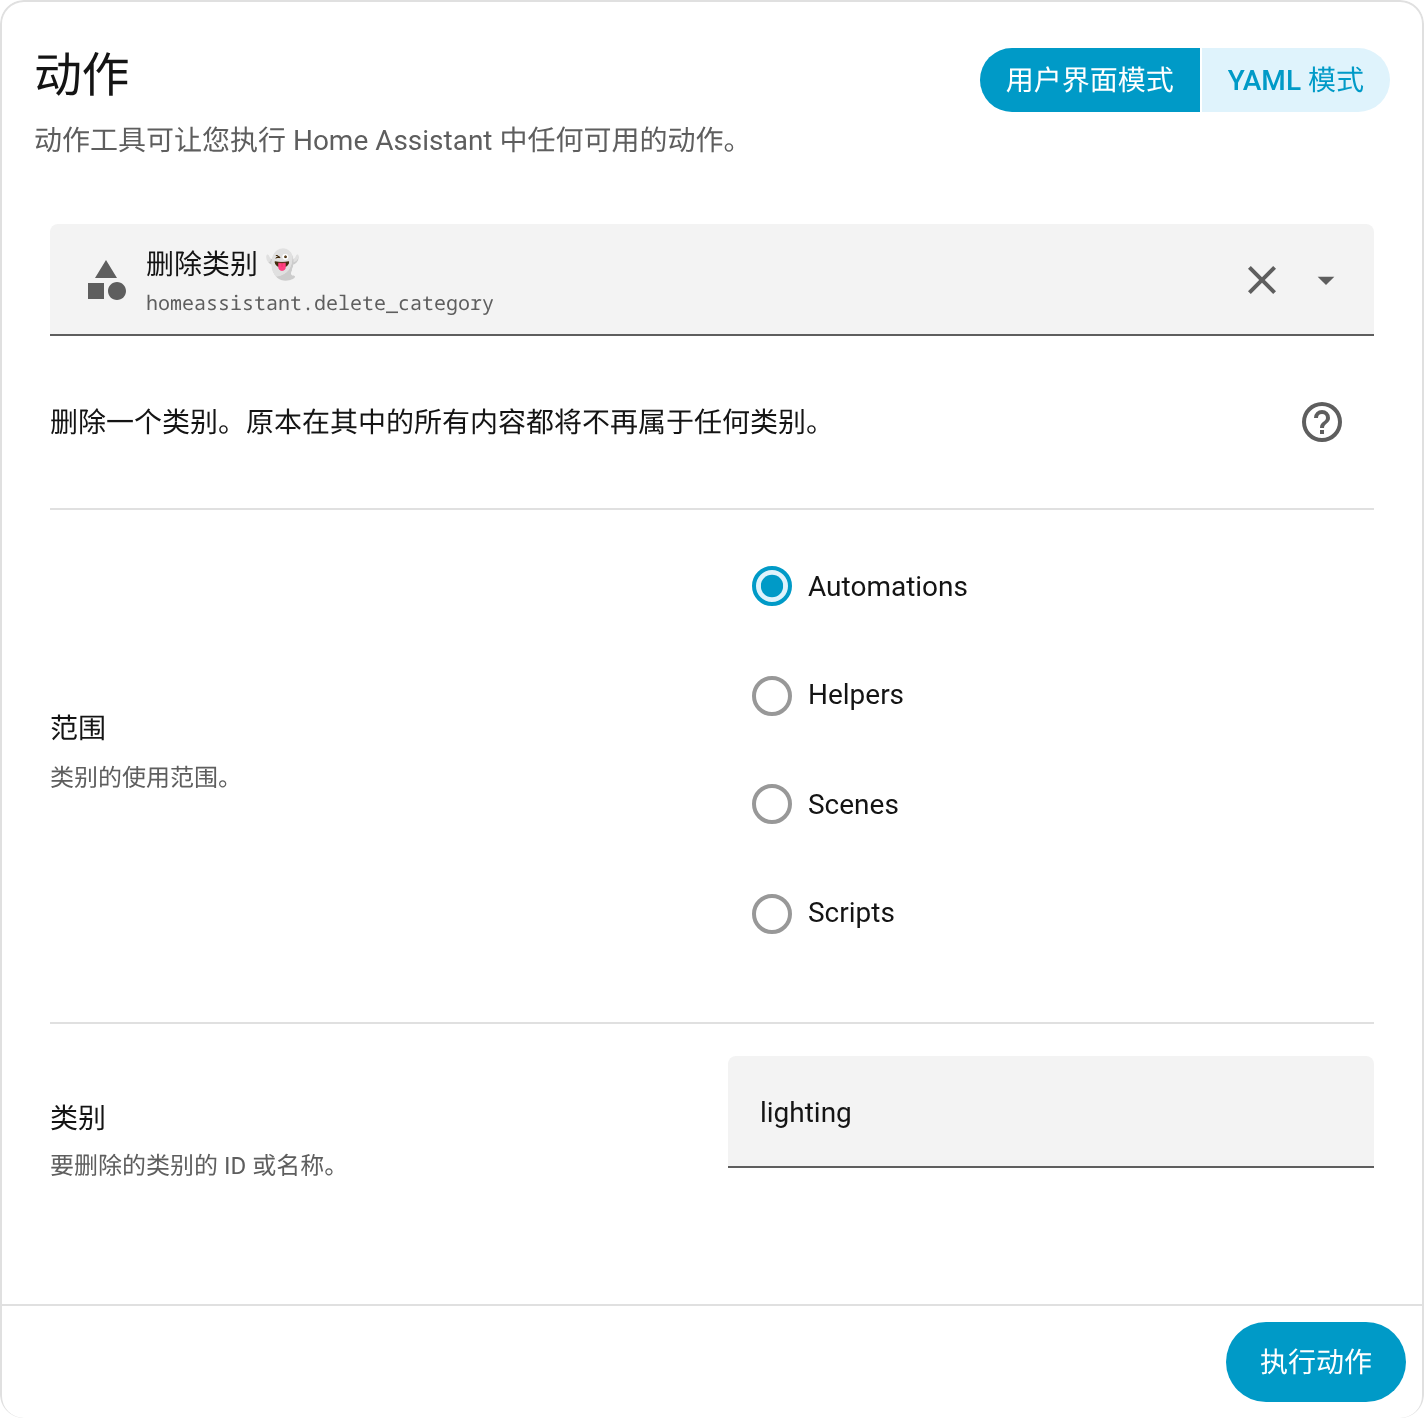 动作
用户界面模式
YAML 模式
动作工具可让您执行 Home Assistant 中任何可用的动作。
删除类别 👻
homeassistant.delete_category
删除一个类别。原本在其中的所有内容都将不再属于任何类别。
范围
类别的使用范围。
Automations
Helpers
Scenes
Scripts
类别
要删除的类别的 ID 或名称。
lighting
执行动作